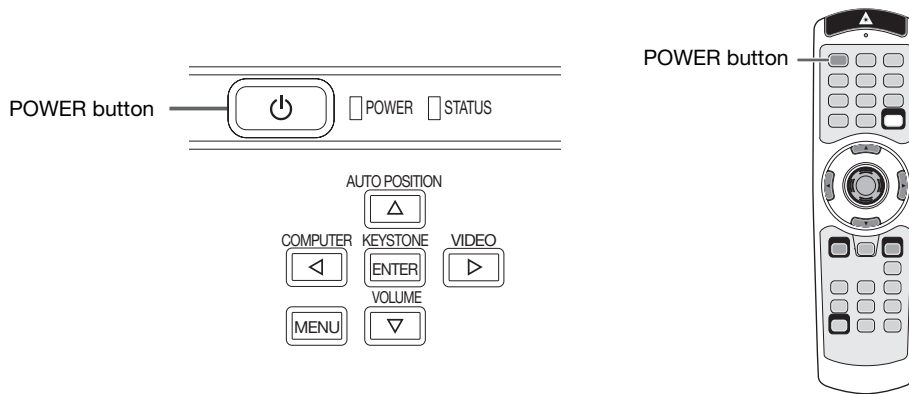 POWER button
POWER button
POWER STATUS
AUTO POSITION
COMPUTER KEYSTONE VIDEO
ENTER
VOLUME
MENU